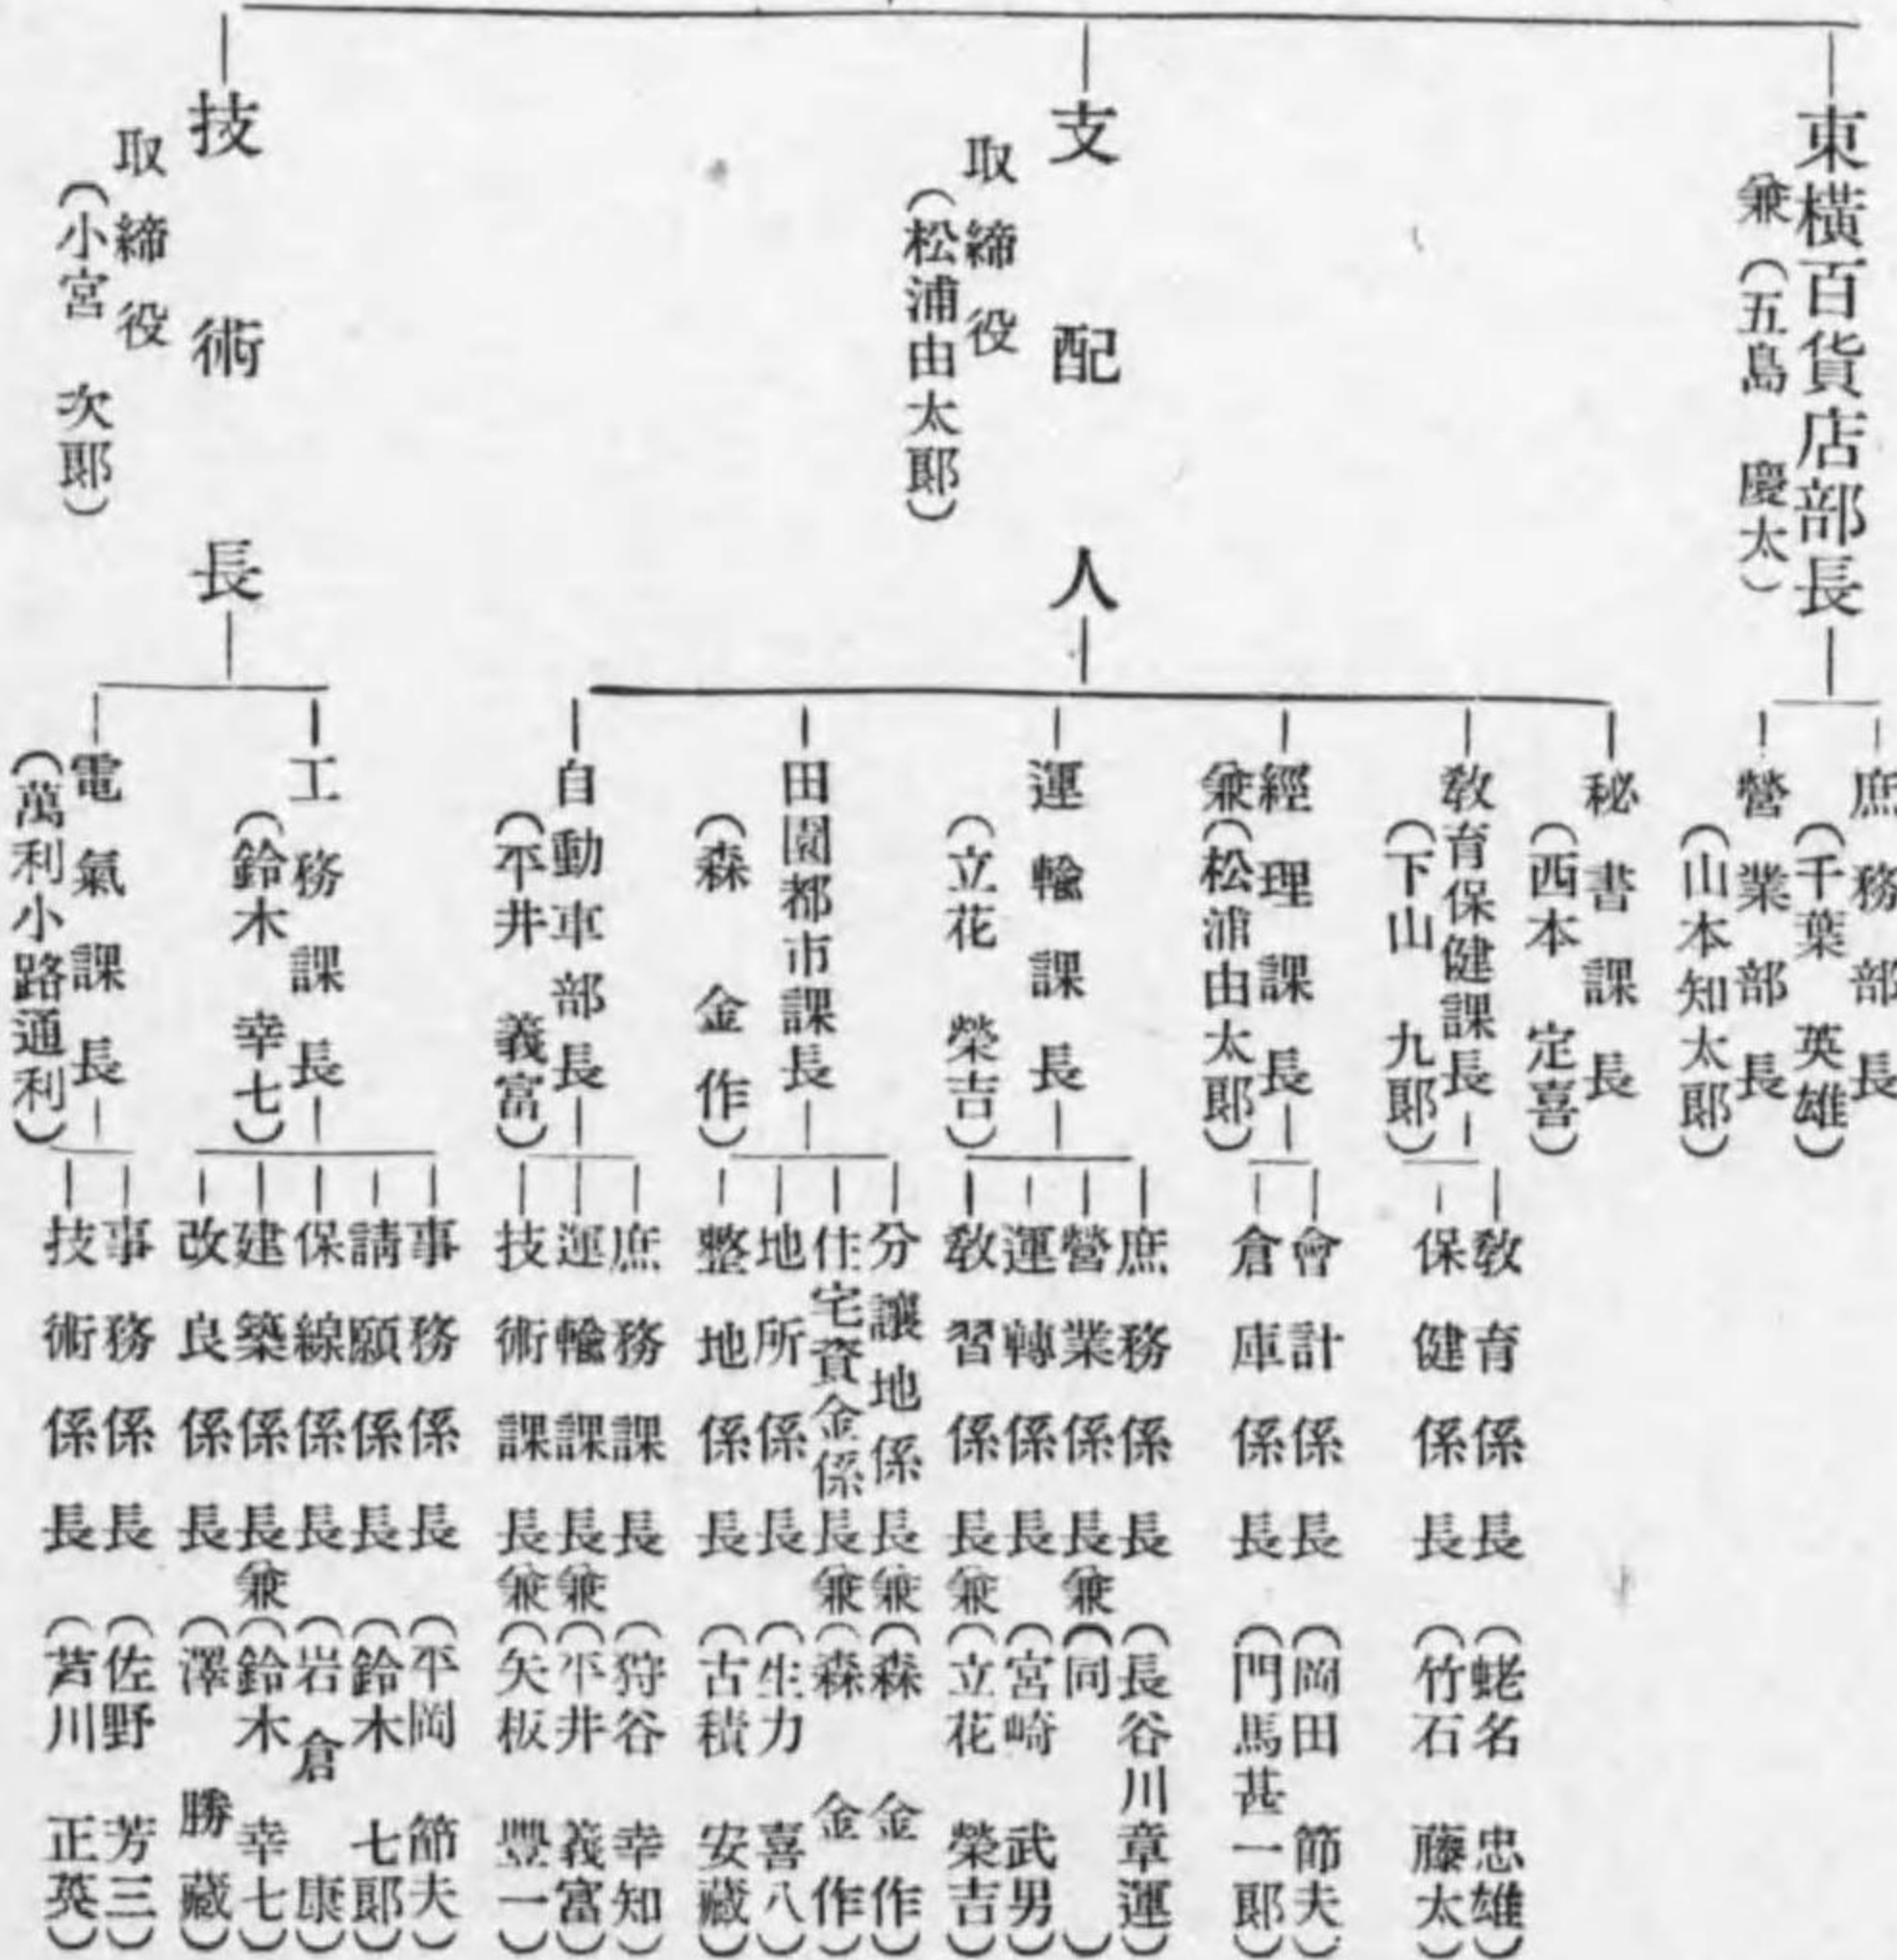 東横百貨店部長
兼(五島 慶太)
庶務部長
(千葉 英雄)
營業部長
(山本知太郎)
支配人
取締役
(松浦由太郎)
秘書課長
(西本 定喜)
教育保健課長
(下山 九郎)
教育係長(蛯名 忠雄)
保健係長(竹石 藤太)
經理課長
兼(松浦由太郎)
會計係長(岡田 節夫)
倉庫係長(門馬甚一郎)
運輸課長
(立花 榮吉)
庶務係長(長谷川章運)
營業係長兼(同)
運轉係長(宮崎 武男)
教習係長兼(立花 榮吉)
田園都市課長
(森 金作)
分讓地係長兼(森 金作)
住宅資金係長兼(森 金作)
地所係長(生力 喜八)
整地係長(古積 安藏)
自動車部長
(平井 義富)
庶務課長(狩谷 幸知)
運輸課長兼(平井 義富)
技術課長兼(矢板 豐一)
技術長
取締役
(小宮 次郎)
工務課長
(鈴木 幸七)
事務係長(平岡 節夫)
請願係長(鈴木 七郎)
保線係長(岩倉 康)
建築係長兼(鈴木 幸七)
改良係長(澤 勝藏)
電氣課長
(萬利小路通利)
事務係長(佐野 芳三)
技術係長(芦川 正英)